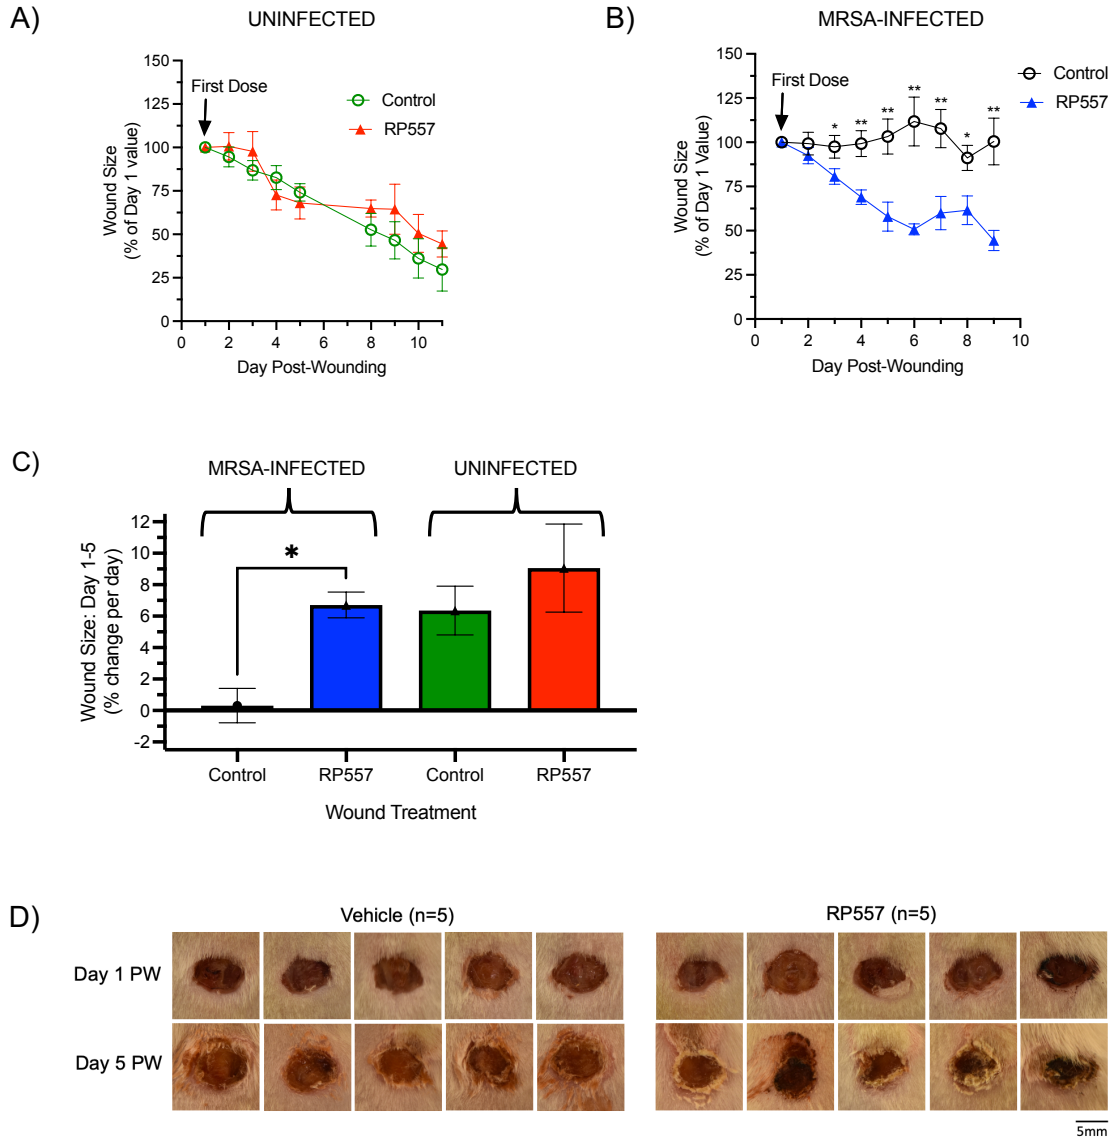 A)
UNINFECTED
First Dose
Control
RP557
Wound Size
(% of Day 1 value)
150
125
100
75
50
25
0
0 2 4 6 8 10
Day Post-Wounding
B)
MRSA-INFECTED
First Dose
Control
RP557
Wound Size
(% of Day 1 Value)
150
125
100
75
50
25
0
* ** ** ** ** * **
0 2 4 6 8 10
Day Post-Wounding
C)
MRSA-INFECTED
UNINFECTED
*
Wound Size: Day 1-5
(% change per day)
12
10
8
6
4
2
0
-2
Control RP557 Control RP557
Wound Treatment
D)
Vehicle (n=5)
RP557 (n=5)
Day 1 PW
Day 5 PW
5mm